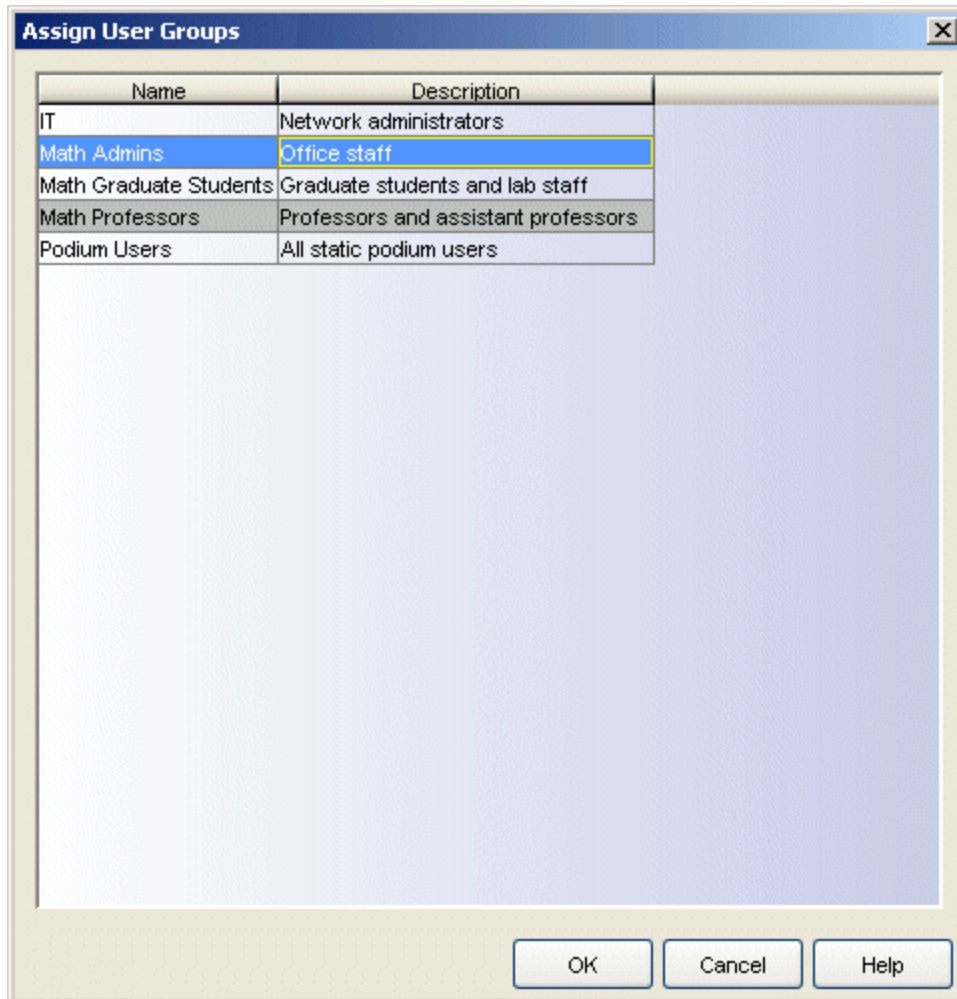 Assign User Groups
Name Description
IT Network administrators
Math Admins Office staff
Math Graduate Students Graduate students and lab staff
Math Professors Professors and assistant professors
Podium Users All static podium users
OK Cancel Help